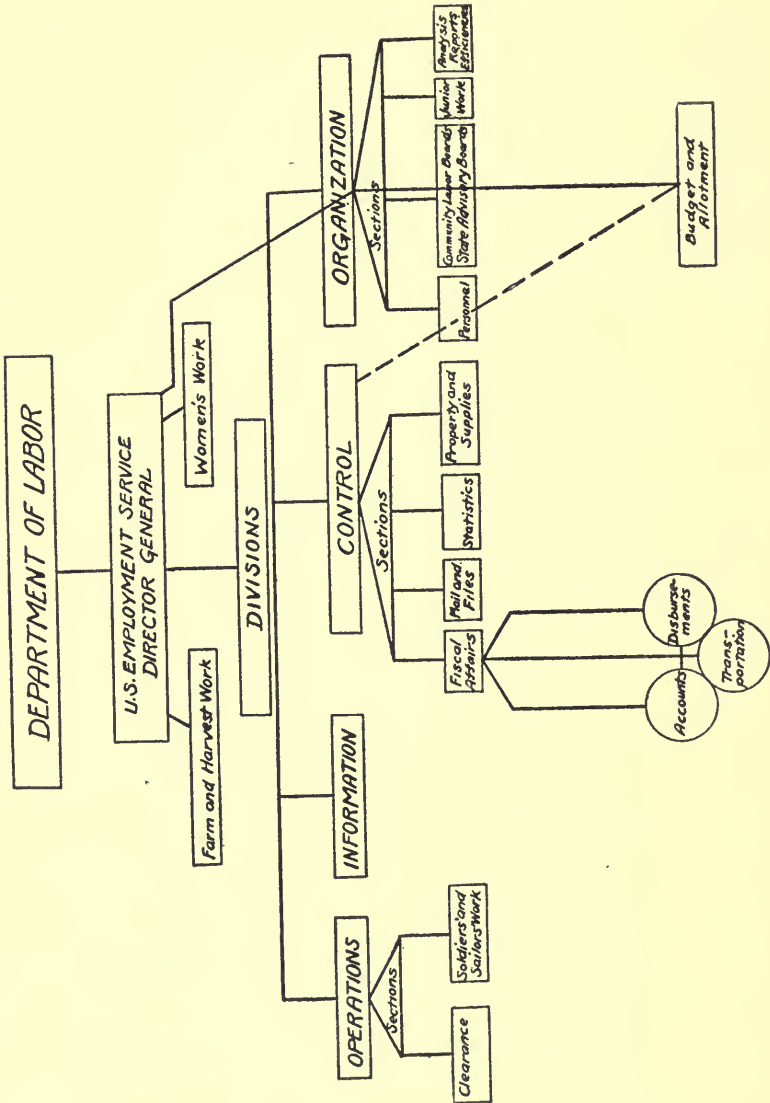 DEPARTMENT OF LABOR
U.S. EMPLOYMENT SERVICE
DIRECTOR GENERAL
Farm and Harvest Work
Women's Work
DIVISIONS
OPERATIONS
INFORMATION
CONTROL
ORGANIZATION
Sections
Clearance
Soldiers' and
Sailors' Work
Sections
Fiscal
Affairs
Mail and
Files
Statistics
Property and
Supplies
Sections
Personnel
Community Labor Boards
State Advisory Boards
Junior
Work
Analysis
Reports
Efficiencies
Accounts
Disburse-
ments
Trans-
portation
Budget and
Allotment